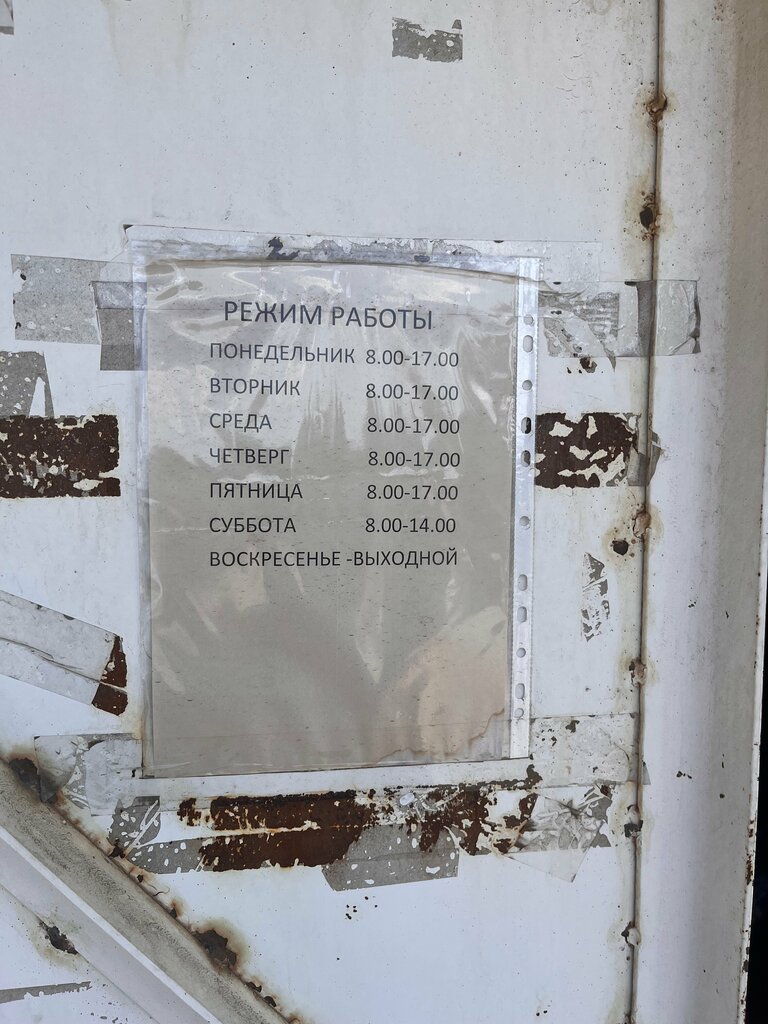 РЕЖИМ РАБОТЫ
ПОНЕДЕЛЬНИК 8.00-17.00
ВТОРНИК 8.00-17.00
СРЕДА 8.00-17.00
ЧЕТВЕРГ 8.00-17.00
ПЯТНИЦА 8.00-17.00
СУББОТА 8.00-14.00
ВОСКРЕСЕНЬЕ -ВЫХОДНОЙ